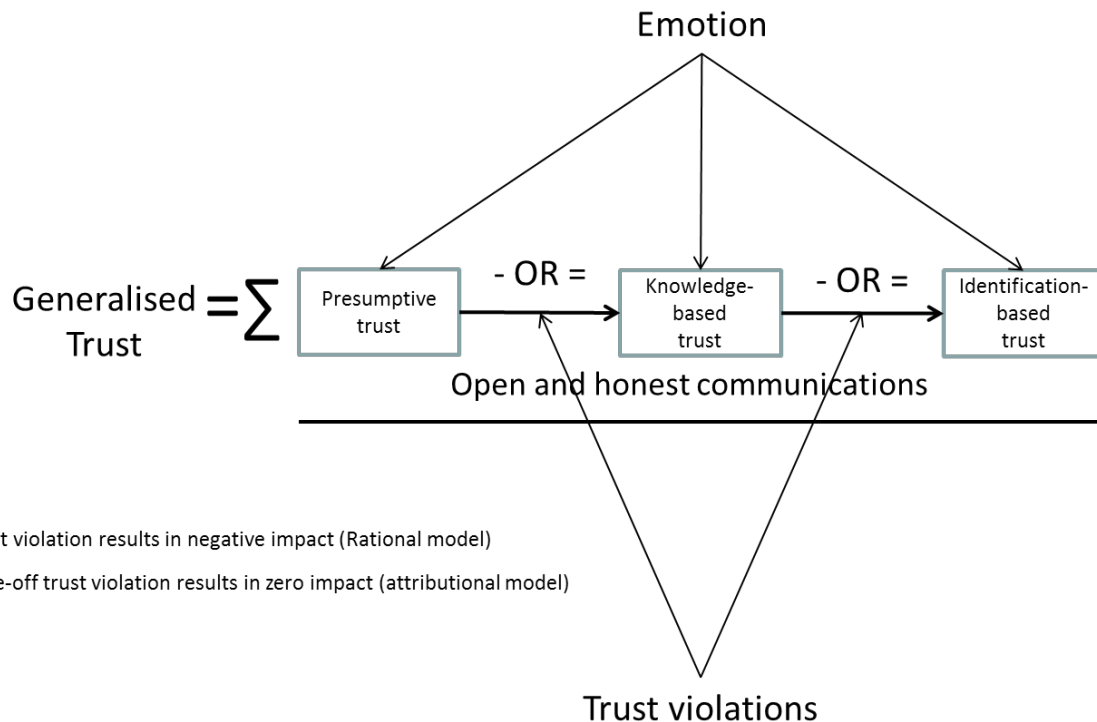 Emotion
- OR =
- OR =
Generalised
Trust
= ∑
Presumptive
trust
Knowledge-
based
trust
Identification-
based
trust
Open and honest communications
t violation results in negative impact (Rational model)
e-off trust violation results in zero impact (attributional model)
Trust violations